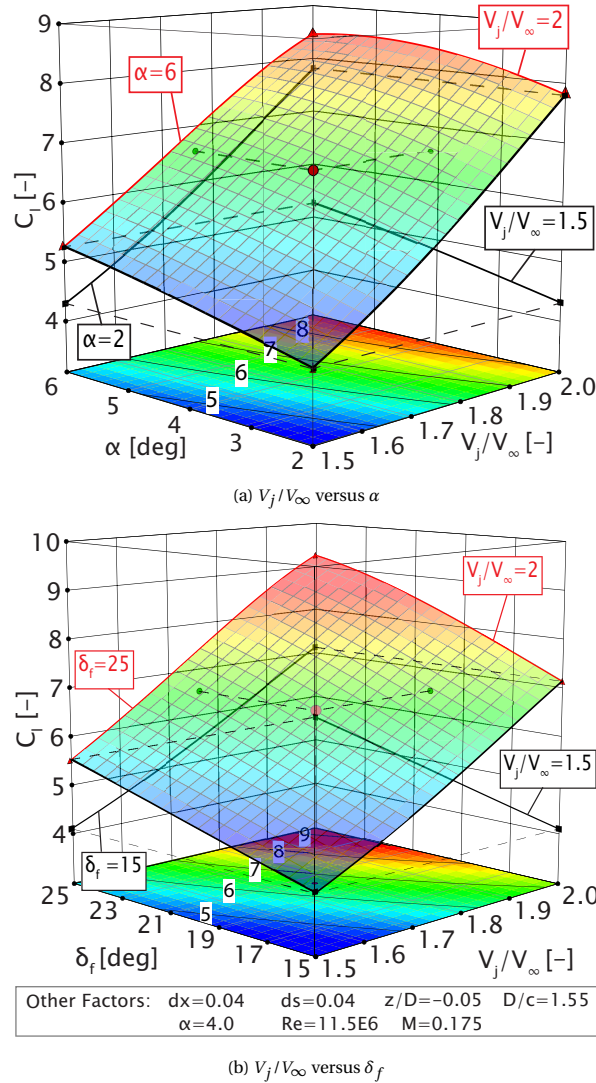 9
V_j/V_∞=2
8
α=6
7
C_l [-]
6
V_j/V_∞=1.5
5
4
α=2
8
7
6
5
6
5
4
3
2
1.5
1.6
1.7
1.8
1.9
2.0
α [deg]
V_j/V_∞ [-]
(a) V_j/V_∞ versus α
10
V_j/V_∞=2
9
8
δ_f=25
7
C_l [-]
6
V_j/V_∞=1.5
5
4
δ_f =15
9
8
7
6
5
25
23
21
19
17
15
1.5
1.6
1.7
1.8
1.9
2.0
δ_f [deg]
V_j/V_∞ [-]
Other Factors: dx=0.04 ds=0.04 z/D=-0.05 D/c=1.55
α=4.0 Re=11.5E6 M=0.175
(b) V_j/V_∞ versus δ_f